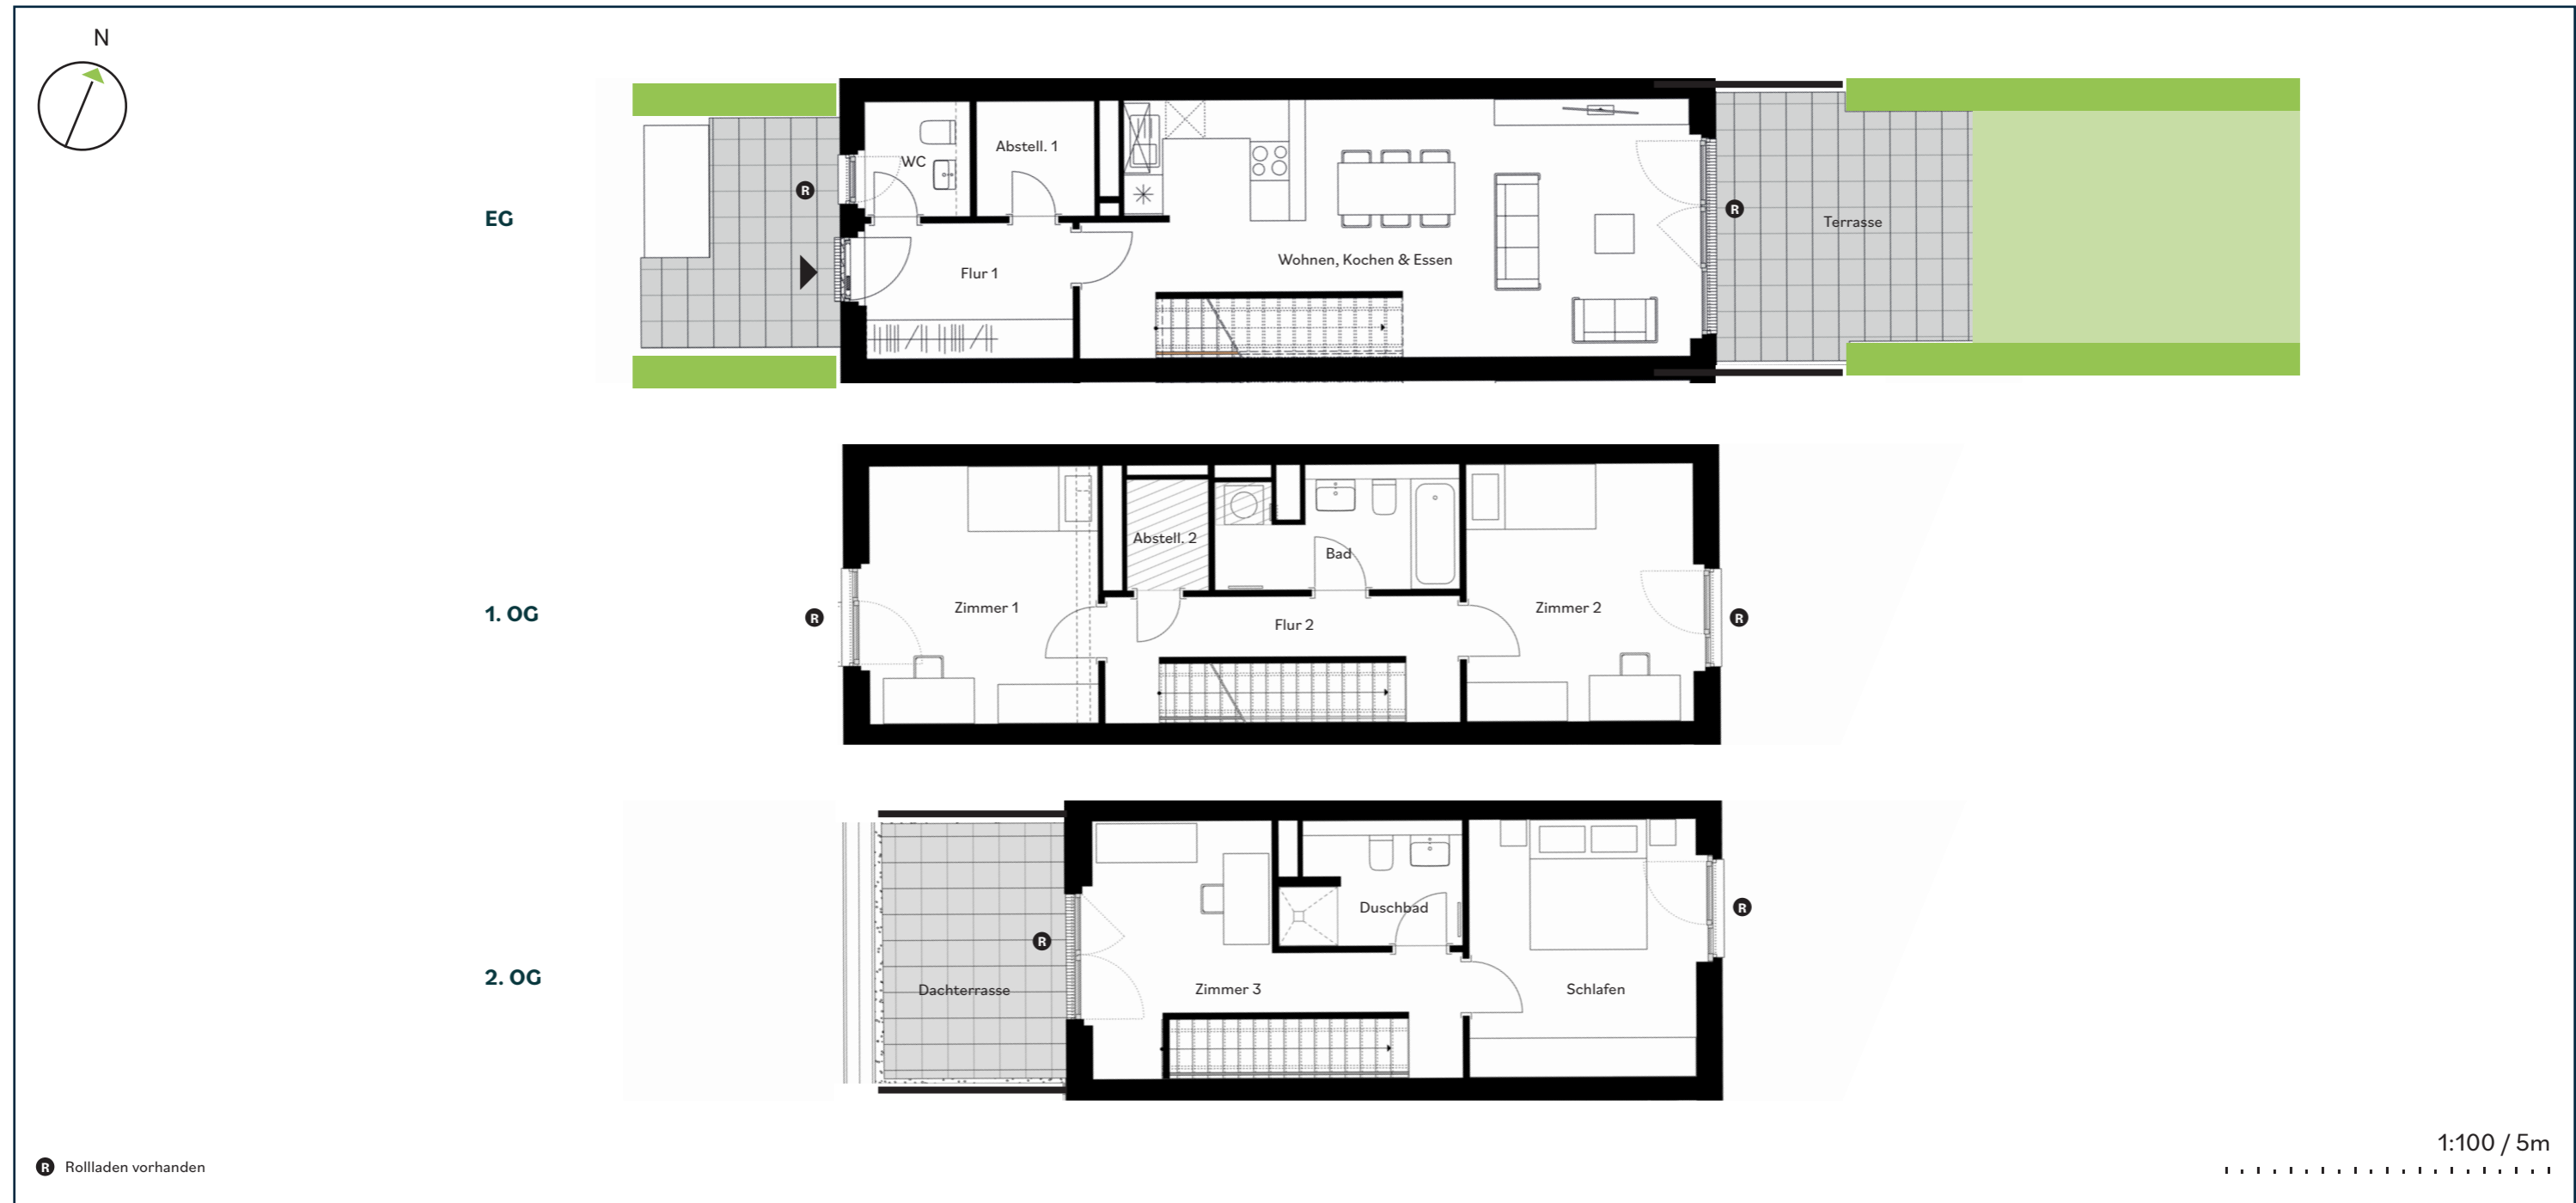 N
WC
Abstell. 1
R
R
EG
Terrasse
Wohnen, Kochen & Essen
Flur 1
Abstell. 2
Bad
Zimmer 1
Zimmer 2
1. OG
R
R
Flur 2
Duschbad
R
R
2. OG
Dachterrasse
Zimmer 3
Schlafen
1:100 / 5m
R Rollladen vorhanden